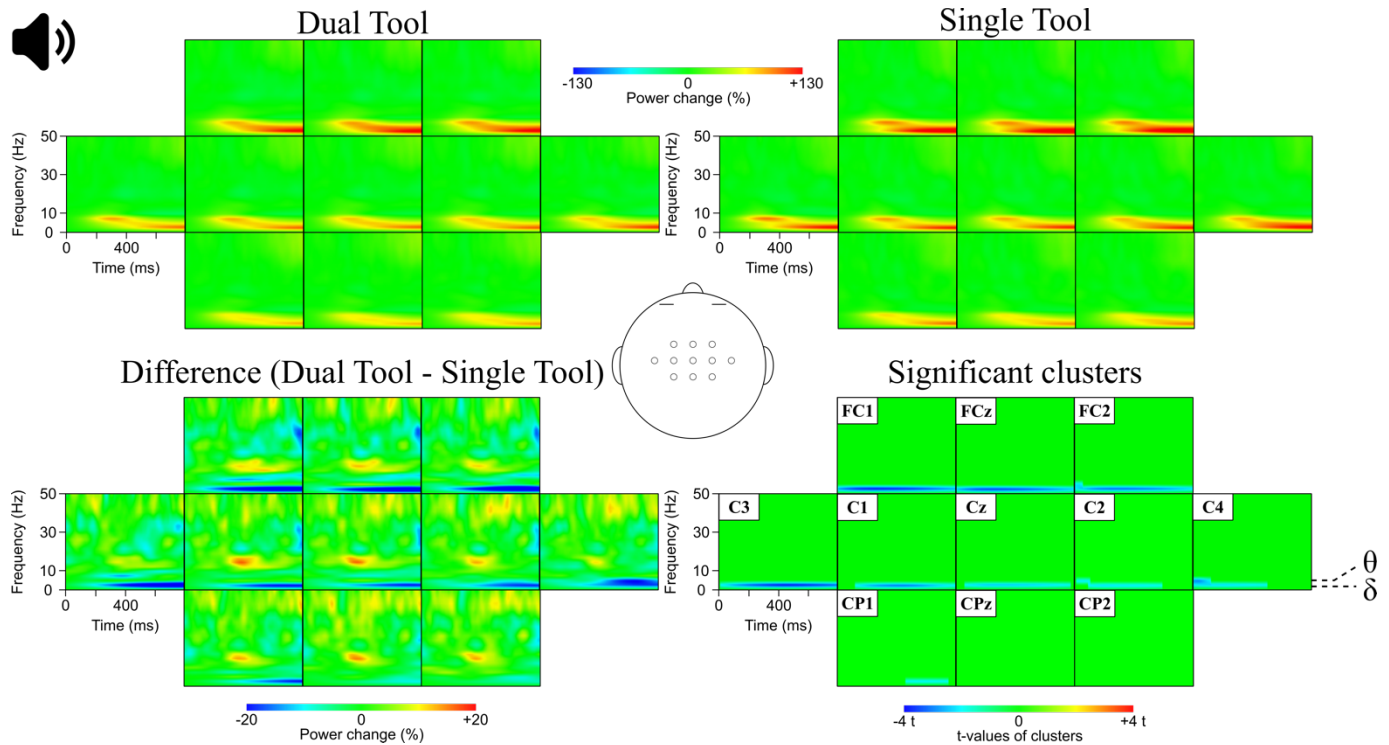 Dual Tool
Single Tool
-130 0 +130
Power change (%)
50
30
10
0
Frequency (Hz)
0 400
Time (ms)
50
30
10
0
Frequency (Hz)
0 400
Time (ms)
Difference (Dual Tool - Single Tool)
Significant clusters
FC1 FCz FC2
50
30
10
0
Frequency (Hz)
0 400
Time (ms)
C3 C1 Cz C2 C4
50
30
10
0
Frequency (Hz)
0 400
Time (ms)
θ
δ
CP1 CPz CP2
-20 0 +20
Power change (%)
-4 t 0 +4 t
t-values of clusters